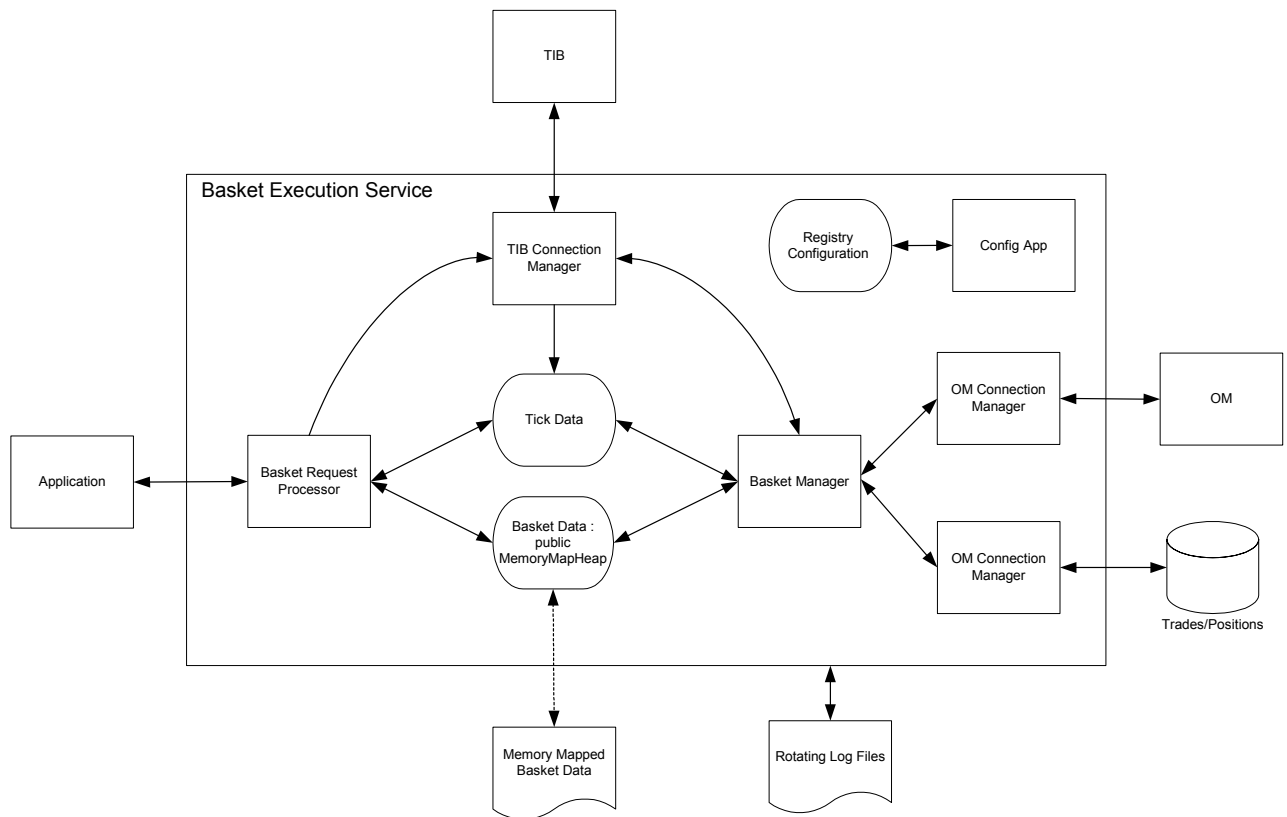 TIB
Basket Execution Service
TIB Connection
Manager
Registry
Configuration
Config App
Tick Data
OM Connection
Manager
OM
Application
Basket Request
Processor
Basket Manager
Basket Data :
public
MemoryMapHeap
OM Connection
Manager
Trades/Positions
Memory Mapped
Basket Data
Rotating Log Files